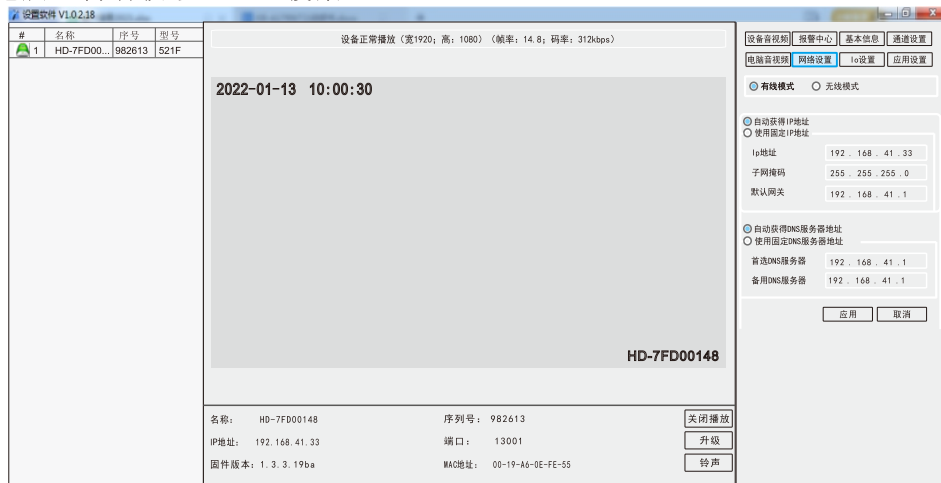 设置软件 V1.0.2.18
# 名称 序号 型号
1 HD-7FD00... 982613 521F
设备正常播放（宽1920；高：1080）（帧率：14.8；码率：312kbps）
2022-01-13 10:00:30
HD-7FD00148
名称： HD-7FD00148 序列号：982613 关闭播放
IP地址：192.168.41.33 端口：13001 升级
固件版本：1.3.3.19ba MAC地址：00-19-A6-0E-FE-55 铃声
设备音视频 报警中心 基本信息 通道设置
电脑音视频 网络设置 Io设置 应用设置
有线模式 无线模式
自动获得IP地址
使用固定IP地址
Ip地址 192 . 168 . 41 . 33
子网掩码 255 . 255 . 255 . 0
默认网关 192 . 168 . 41 . 1
自动获得DNS服务器地址
使用固定DNS服务器地址
首选DNS服务器 192 . 168 . 41 . 1
备用DNS服务器 192 . 168 . 41 . 1
应用 取消